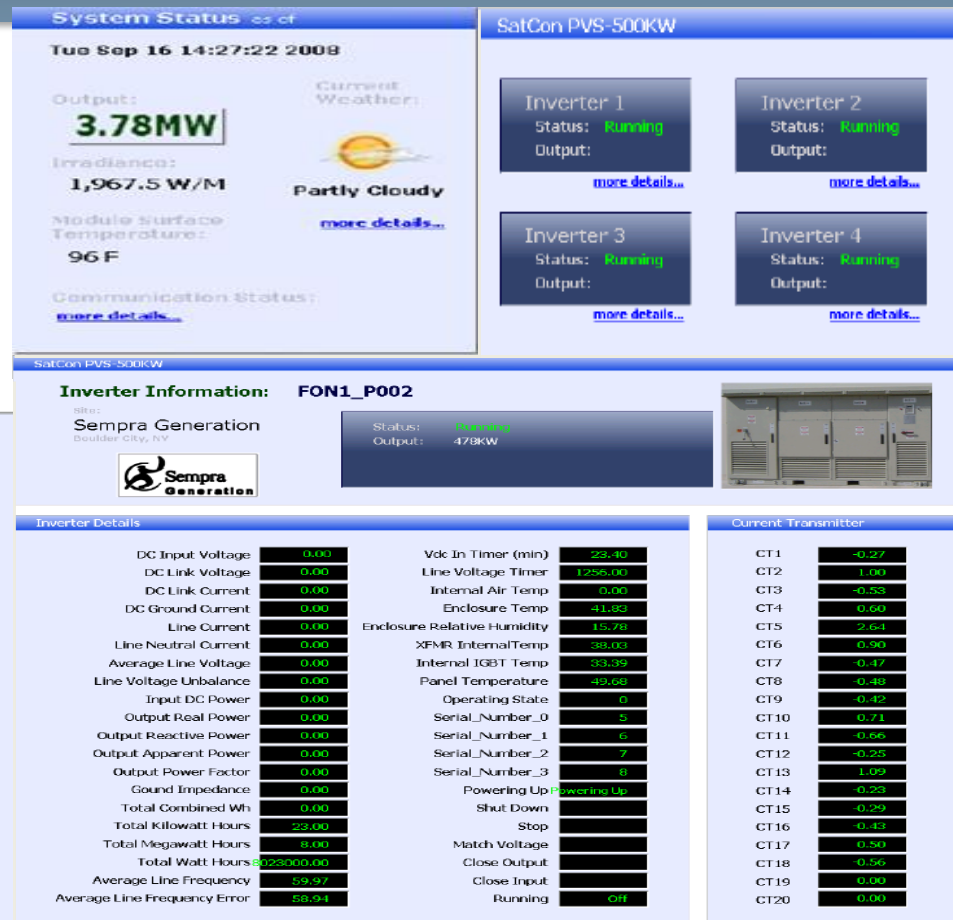 System Status as of
Tue Sep 16 14:27:22 2008
Output:
3.78MW
Irradiance:
1,967.5 W/M
Module Surface
Temperature:
96 F
Communication Status:
more details...
Current
Weather:
Partly Cloudy
more details...
SatCon PVS-500KW
Inverter 1
Status: Running
Output:
more details...
Inverter 2
Status: Running
Output:
more details...
Inverter 3
Status: Running
Output:
more details...
Inverter 4
Status: Running
Output:
more details...
SatCon PVS-500KW
Inverter Information: FON1_P002
Site:
Sempra Generation
Boulder City, NV
Sempra
Generation
Status: Running
Output: 478KW
Inverter Details
DC Input Voltage 0.00
DC Link Voltage 0.00
DC Link Current 0.00
DC Ground Current 0.00
Line Current 0.00
Line Neutral Current 0.00
Average Line Voltage 0.00
Line Voltage Unbalance 0.00
Input DC Power 0.00
Output Real Power 0.00
Output Reactive Power 0.00
Output Apparent Power 0.00
Output Power Factor 0.00
Gound Impedance 0.00
Total Combined Wh 0.00
Total Kilowatt Hours 23.00
Total Megawatt Hours 8.00
Total Watt Hours 8023000.00
Average Line Frequency 59.97
Average Line Frequency Error 58.94
Vdc In Timer (min) 23.40
Line Voltage Timer 1256.00
Internal Air Temp 0.00
Enclosure Temp 41.83
Enclosure Relative Humidity 15.78
XFMR InternalTemp 38.03
Internal IGBT Temp 33.39
Panel Temperature 49.68
Operating State 0
Serial_Number_0 5
Serial_Number_1 6
Serial_Number_2 7
Serial_Number_3 8
Powering Up Powering Up
Shut Down
Stop
Match Voltage
Close Output
Close Input
Running Off
Current Transmitter
CT1 -0.27
CT2 1.00
CT3 -0.53
CT4 0.60
CT5 2.64
CT6 0.90
CT7 -0.47
CT8 -0.48
CT9 -0.42
CT10 0.71
CT11 -0.66
CT12 -0.25
CT13 1.09
CT14 -0.23
CT15 -0.29
CT16 -0.43
CT17 0.50
CT18 -0.56
CT19 0.00
CT20 0.00